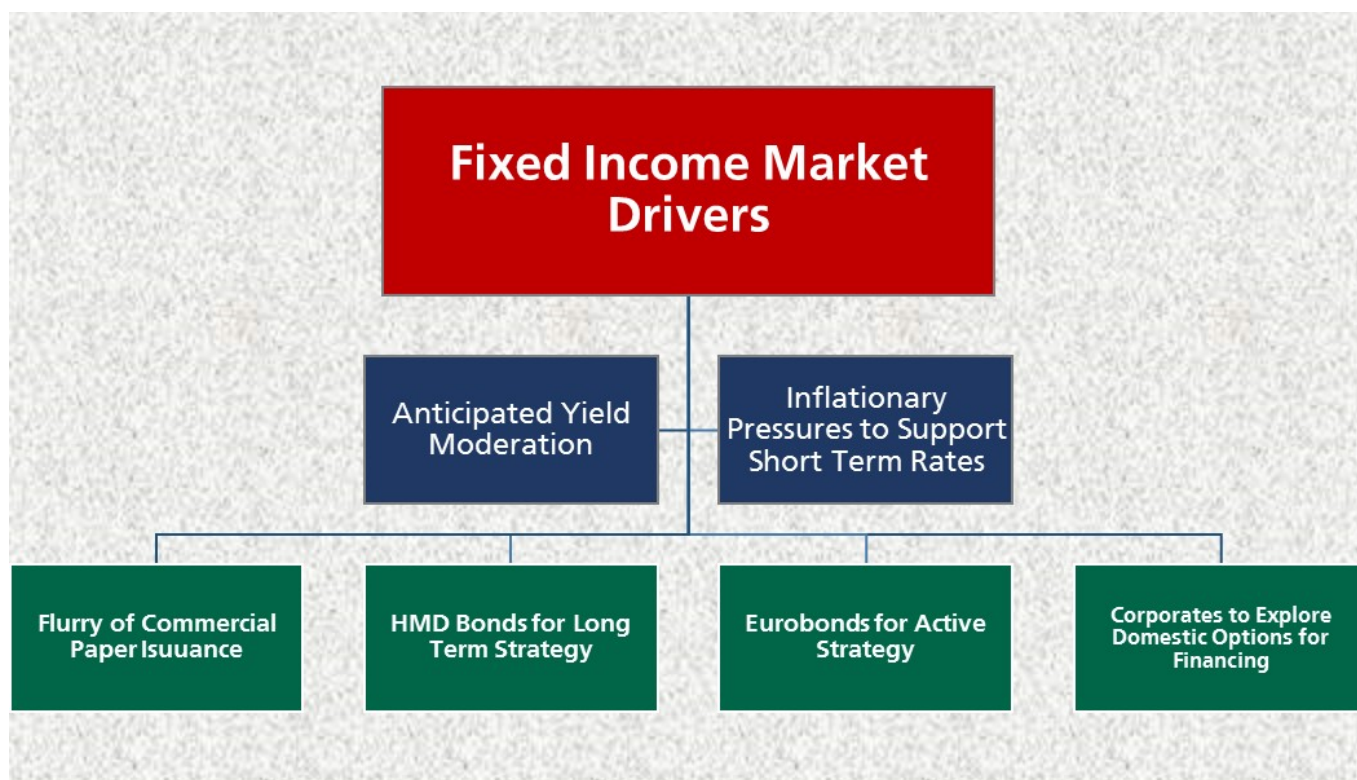 Fixed Income Market
Drivers
Anticipated Yield
Moderation
Inflationary
Pressures to Support
Short Term Rates
Flurry of Commercial
Paper Isuuance
HMD Bonds for Long
Term Strategy
Eurobonds for Active
Strategy
Corporates to Explore
Domestic Options for
Financing